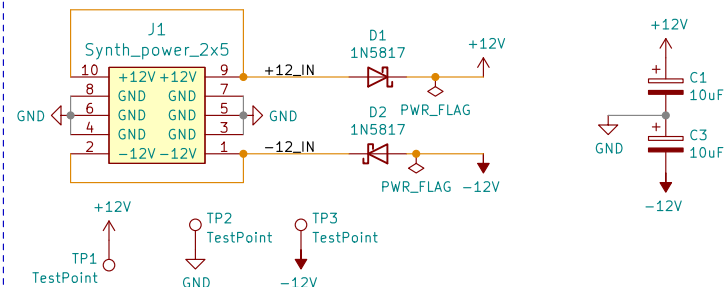 J1
Synth_power_2x5
10 +12V +12V 9
8 GND GND 7
GND 6 GND GND 5 GND
4 GND GND 3
2 -12V -12V 1
+12_IN
D1
1N5817
+12V
PWR_FLAG
-12_IN
D2
1N5817
PWR_FLAG
-12V
+12V
+
C1
10uF
GND
+
C3
10uF
-12V
+12V
TP1
TestPoint
TP2
TestPoint
GND
TP3
TestPoint
-12V